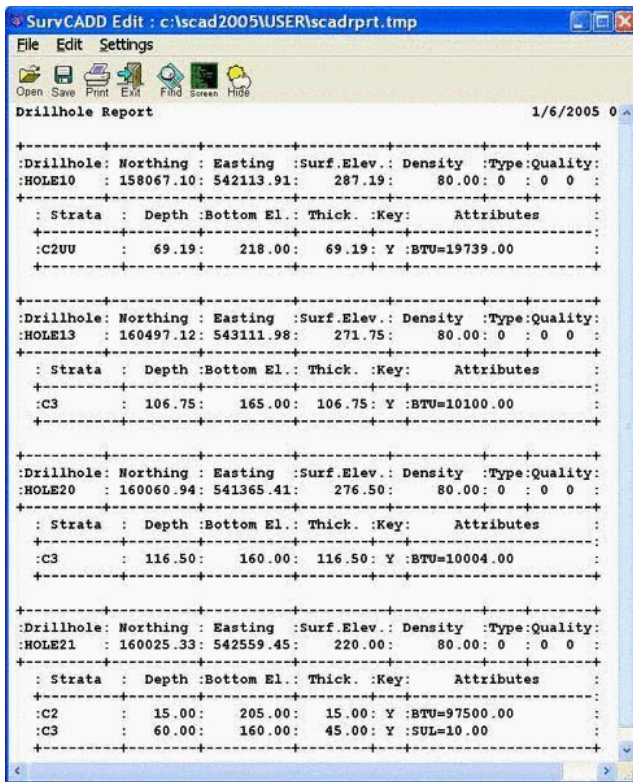 SurvCADD Edit : c:\scad2005\USER\scadrprt.tmp
File Edit Settings
Open Save Print Exit Find Screen Hide
Drillhole Report 1/6/2005 0
+---------+----------+----------+----------+----------+----+-------+
:Drillhole: Northing : Easting :Surf.Elev.: Density :Type:Quality:
:HOLE10 : 158067.10: 542113.91: 287.19: 80.00: 0 : 0 0 :
+---------+----------+----------+----------+----------+----+-------+
: Strata : Depth :Bottom El.: Thick. :Key: Attributes :
+---------+----------+----------+--------+---+---------------------:
:C2UU : 69.19: 218.00: 69.19: Y :BTU=19739.00 :
+---------+----------+----------+--------+---+---------------------+
+---------+----------+----------+----------+----------+----+-------+
:Drillhole: Northing : Easting :Surf.Elev.: Density :Type:Quality:
:HOLE13 : 160497.12: 543111.98: 271.75: 80.00: 0 : 0 0 :
+---------+----------+----------+----------+----------+----+-------+
: Strata : Depth :Bottom El.: Thick. :Key: Attributes :
+---------+----------+----------+--------+---+---------------------:
:C3 : 106.75: 165.00: 106.75: Y :BTU=10100.00 :
+---------+----------+----------+--------+---+---------------------+
+---------+----------+----------+----------+----------+----+-------+
:Drillhole: Northing : Easting :Surf.Elev.: Density :Type:Quality:
:HOLE20 : 160060.94: 541365.41: 276.50: 80.00: 0 : 0 0 :
+---------+----------+----------+----------+----------+----+-------+
: Strata : Depth :Bottom El.: Thick. :Key: Attributes :
+---------+----------+----------+--------+---+---------------------:
:C3 : 116.50: 160.00: 116.50: Y :BTU=10004.00 :
+---------+----------+----------+--------+---+---------------------+
+---------+----------+----------+----------+----------+----+-------+
:Drillhole: Northing : Easting :Surf.Elev.: Density :Type:Quality:
:HOLE21 : 160025.33: 542559.45: 220.00: 80.00: 0 : 0 0 :
+---------+----------+----------+----------+----------+----+-------+
: Strata : Depth :Bottom El.: Thick. :Key: Attributes :
+---------+----------+----------+--------+---+---------------------:
:C2 : 15.00: 205.00: 15.00: Y :BTU=97500.00 :
:C3 : 60.00: 160.00: 45.00: Y :SUL=10.00 :
+---------+----------+----------+--------+---+---------------------+